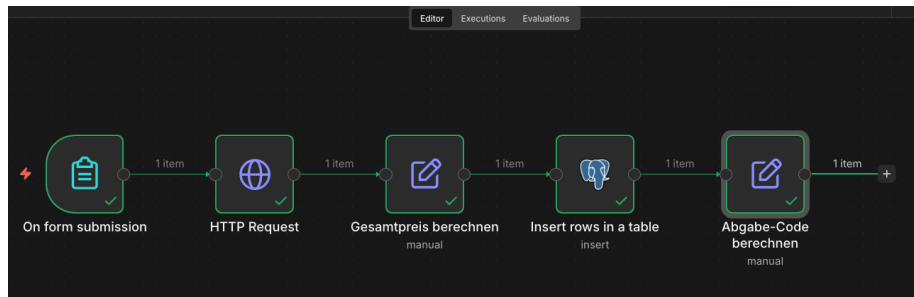 Editor Executions Evaluations
1 item 1 item 1 item 1 item 1 item
On form submission HTTP Request Gesamtpreis berechnen Insert rows in a table Abgabe-Code
manual insert berechnen
manual